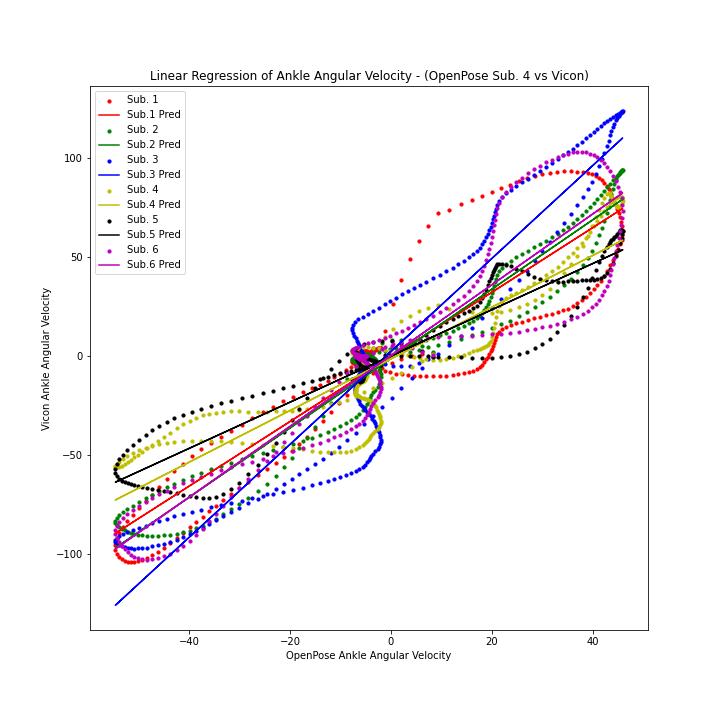 Linear Regression of Ankle Angular Velocity - (OpenPose Sub. 4 vs Vicon)
Sub. 1
Sub.1 Pred
Sub. 2
Sub.2 Pred
Sub. 3
Sub.3 Pred
Sub. 4
Sub.4 Pred
Sub. 5
Sub.5 Pred
Sub. 6
Sub.6 Pred
100
50
0
−50
−100
Vicon Ankle Angular Velocity
−40
−20
0
20
40
OpenPose Ankle Angular Velocity